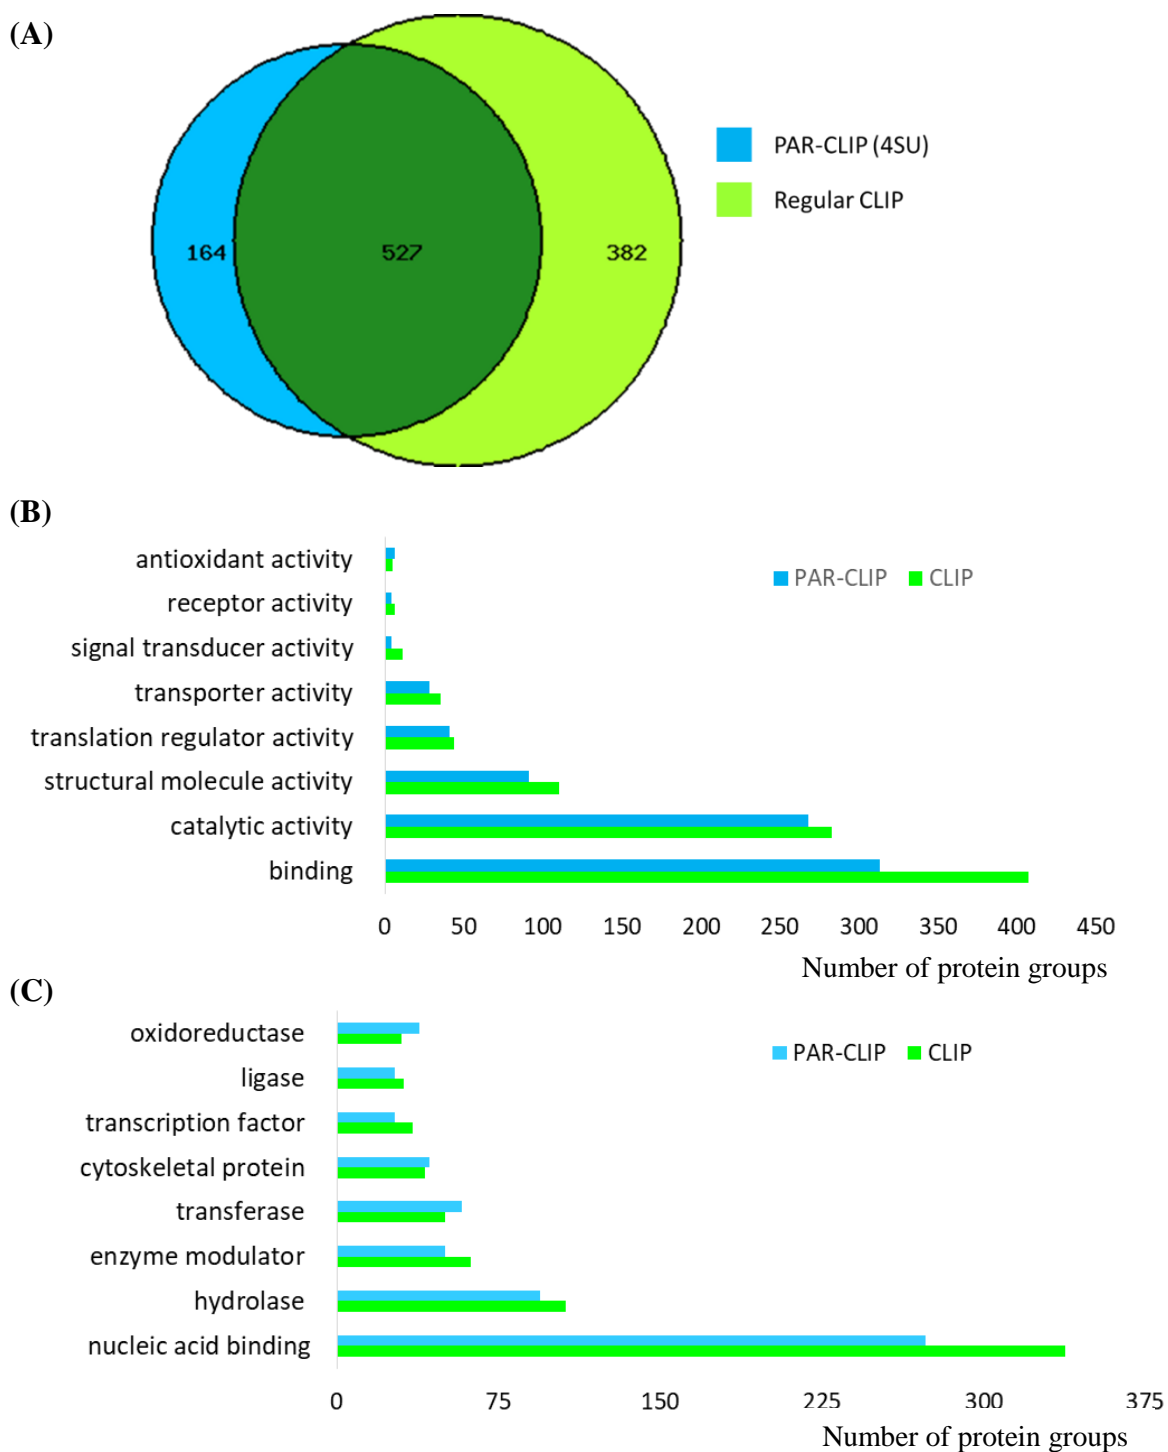 (A)
PAR-CLIP (4SU)
Regular CLIP
164
527
382
(B)
PAR-CLIP CLIP
antioxidant activity
receptor activity
signal transducer activity
transporter activity
translation regulator activity
structural molecule activity
catalytic activity
binding
0 50 100 150 200 250 300 350 400 450
Number of protein groups
(C)
PAR-CLIP CLIP
oxidoreductase
ligase
transcription factor
cytoskeletal protein
transferase
enzyme modulator
hydrolase
nucleic acid binding
0 75 150 225 300 375
Number of protein groups